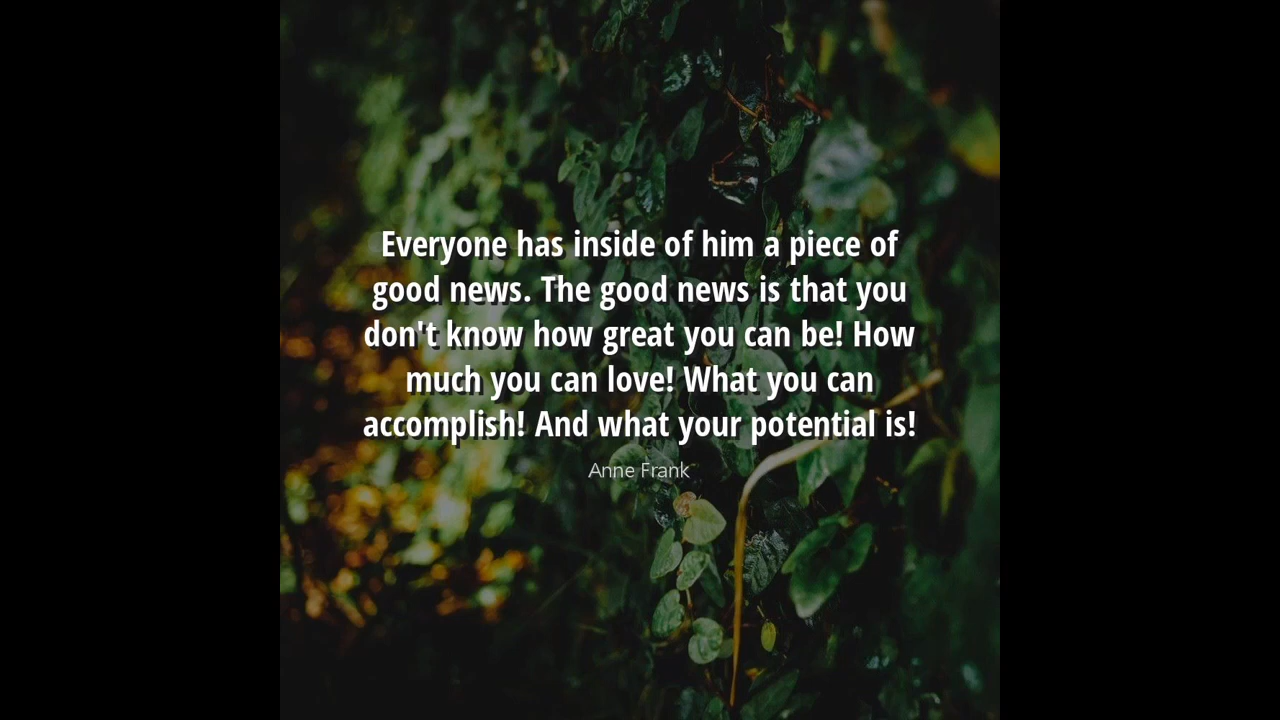 Everyone has inside of him a piece of
good news. The good news is that you
don't know how great you can be! How
much you can love! What you can
accomplish! And what your potential is!
Anne Frank